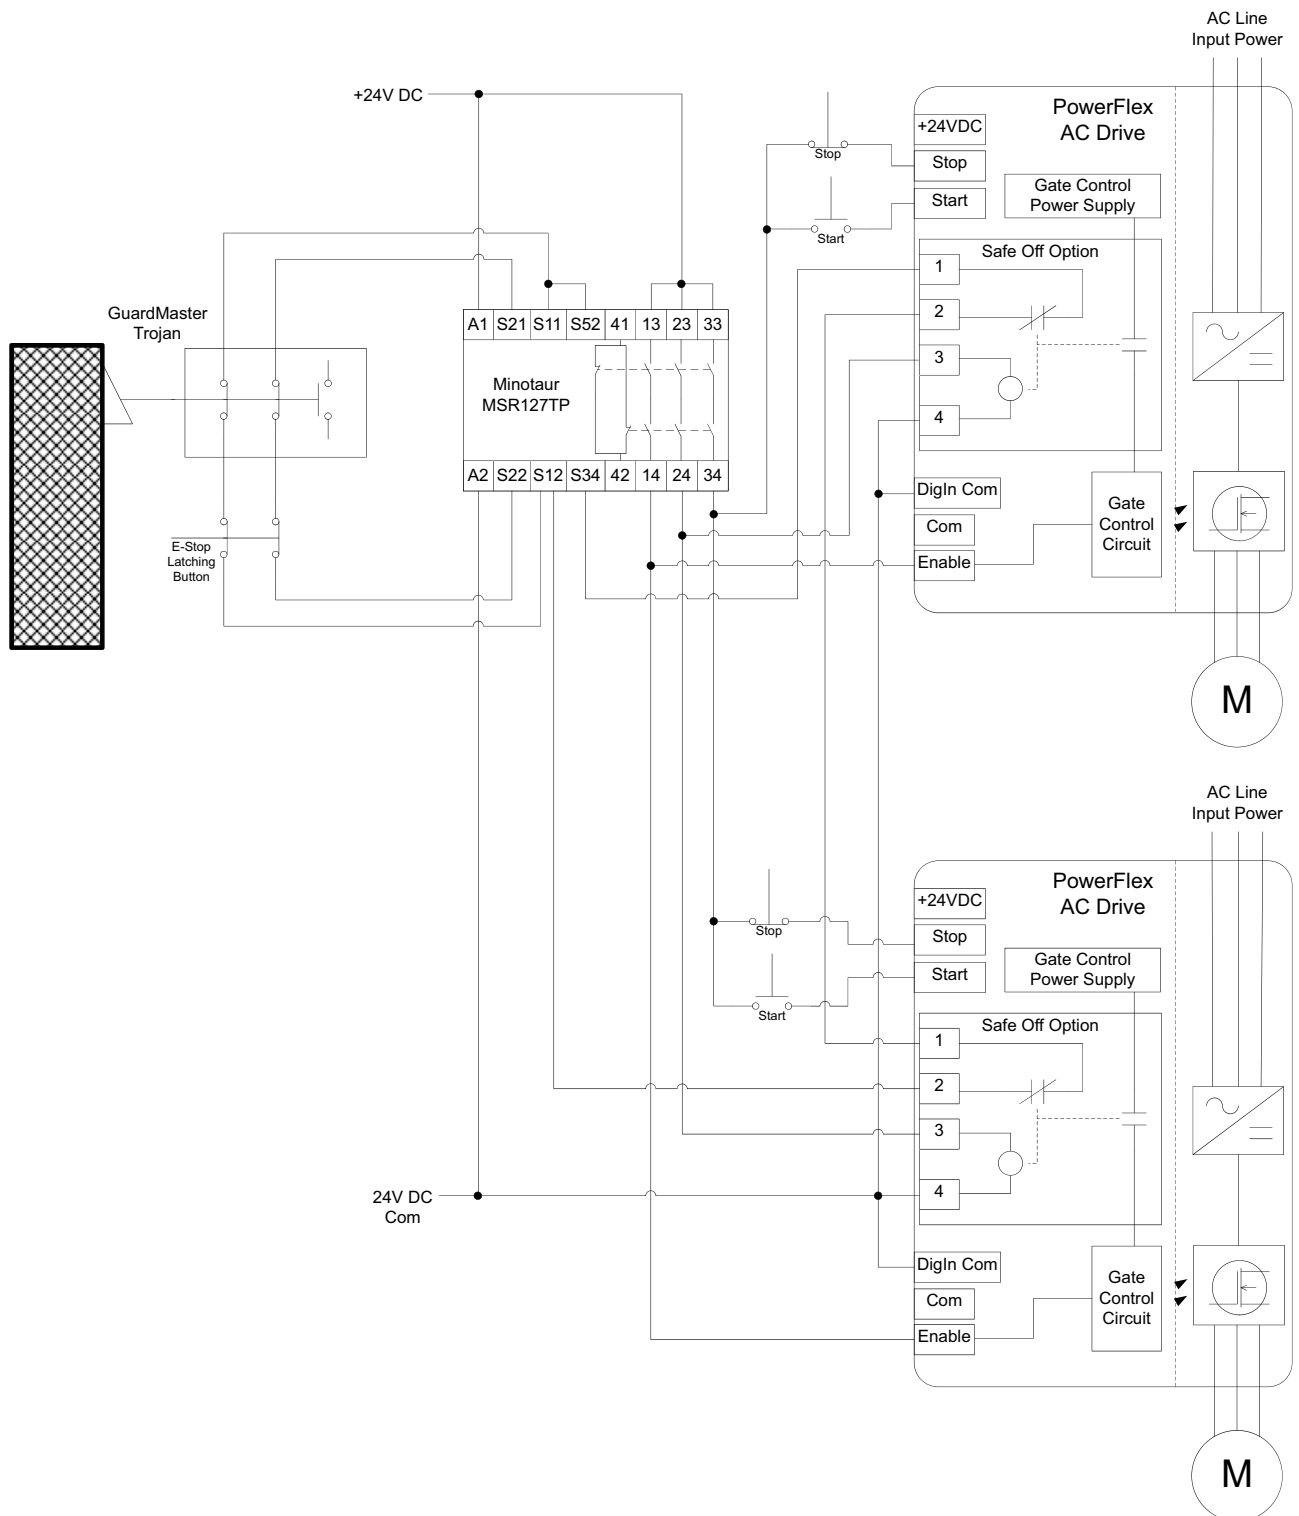 AC Line
Input Power
+24V DC
PowerFlex
AC Drive
+24VDC
Stop
Stop
Start
Start
Gate Control
Power Supply
Safe Off Option
1
2
3
4
GuardMaster
Trojan
A1 S21 S11 S52 41 13 23 33
Minotaur
MSR127TP
A2 S22 S12 S34 42 14 24 34
DigIn Com
Com
Enable
Gate
Control
Circuit
E-Stop
Latching
Button
M
AC Line
Input Power
PowerFlex
AC Drive
+24VDC
Stop
Stop
Start
Start
Gate Control
Power Supply
Safe Off Option
1
2
3
4
24V DC
Com
DigIn Com
Com
Enable
Gate
Control
Circuit
M